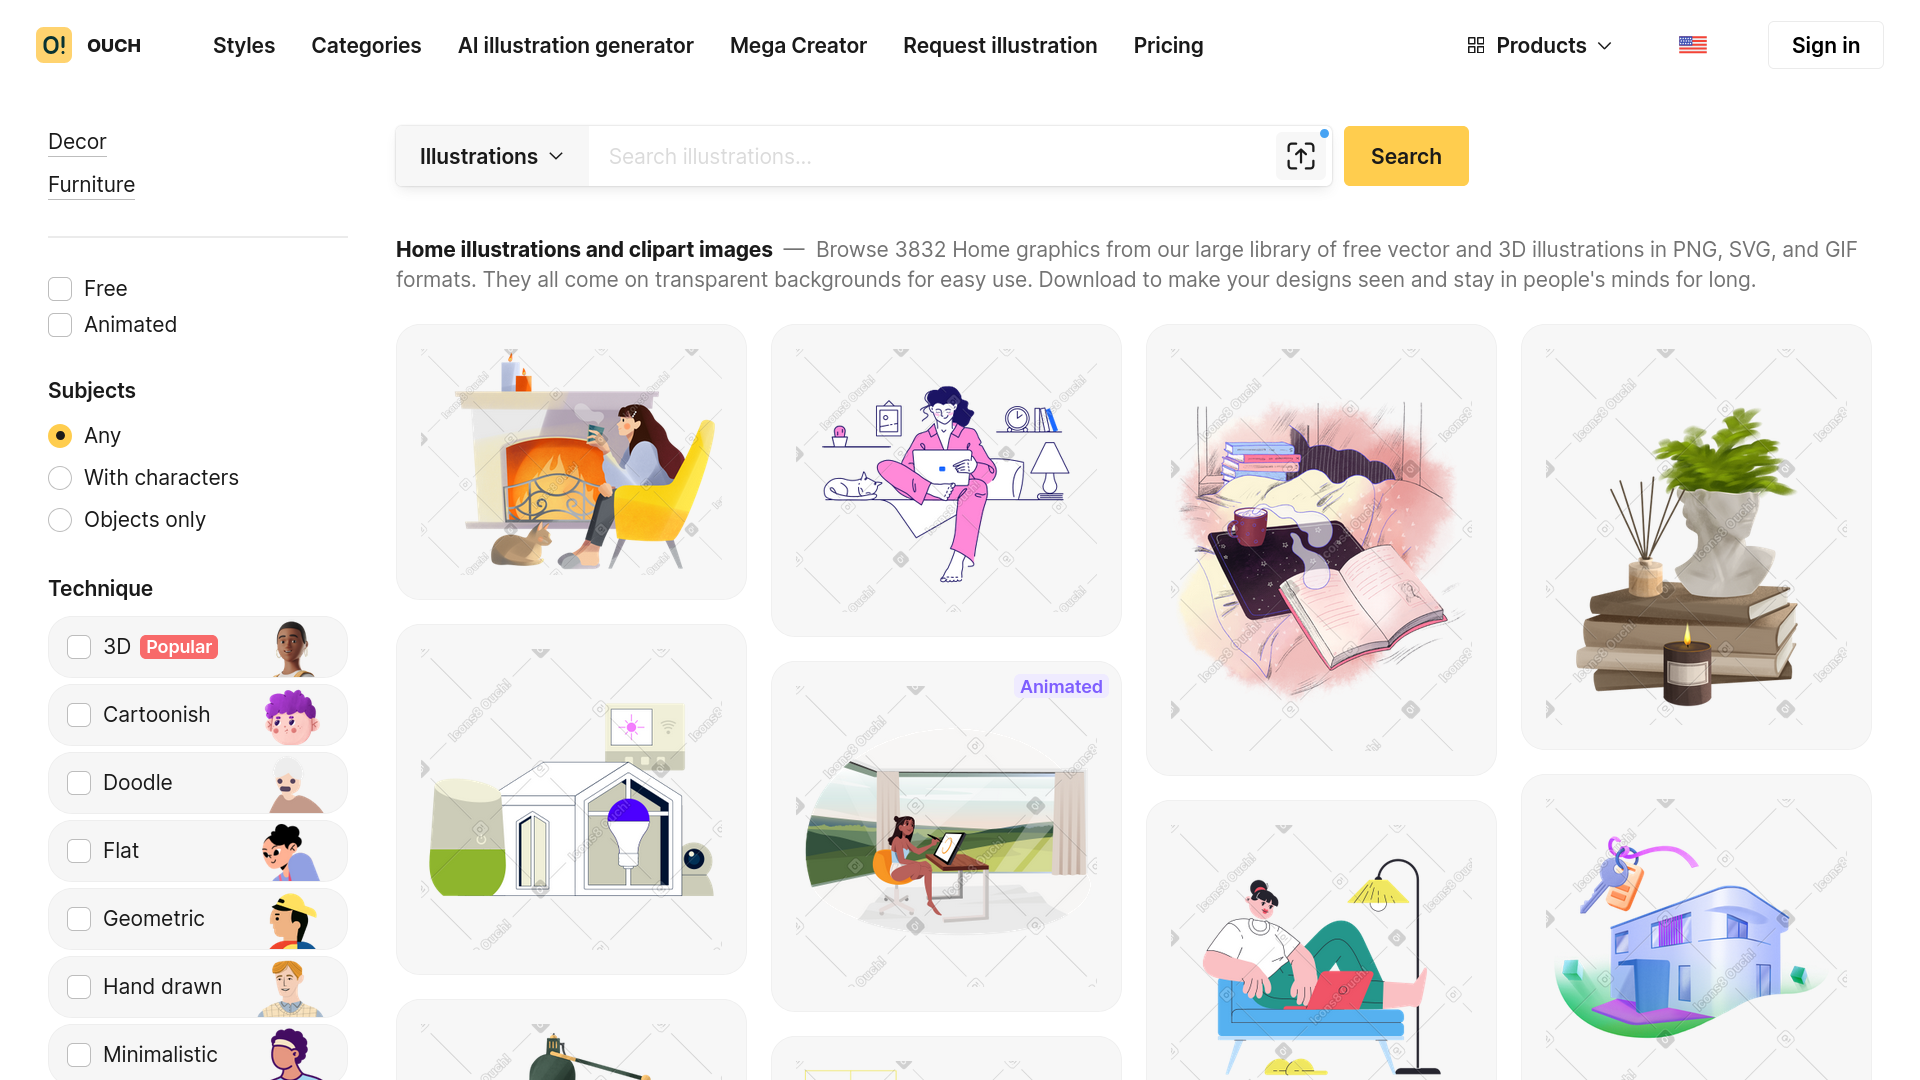 O! OUCH
Styles
Categories
AI illustration generator
Mega Creator
Request illustration
Pricing
Products
Sign in
Decor
Furniture
Free
Animated
Subjects
Any
With characters
Objects only
Technique
3D Popular
Cartoonish
Doodle
Flat
Geometric
Hand drawn
Minimalistic
Illustrations
Search illustrations...
Search
Home illustrations and clipart images — Browse 3832 Home graphics from our large library of free vector and 3D illustrations in PNG, SVG, and GIF
formats. They all come on transparent backgrounds for easy use. Download to make your designs seen and stay in people's minds for long.
Animated